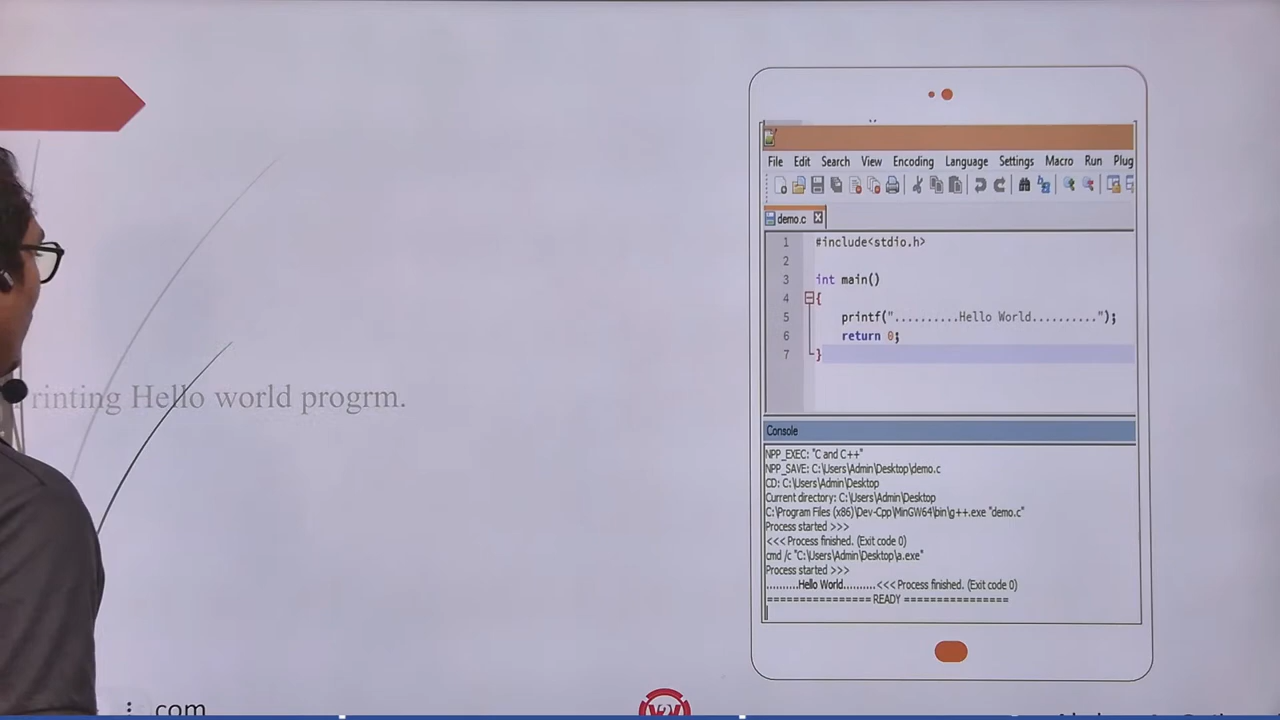 File Edit Search View Encoding Language Settings Macro Run Plug
demo.c
1 #include<stdio.h>
2
3 int main()
4 {
5 printf("..........Hello World..........");
6 return 0;
7 }
rinting Hello world progrm.
Console
NPP_EXEC: "C and C++"
NPP_SAVE: C:\Users\Admin\Desktop\demo.c
CD: C:\Users\Admin\Desktop
Current directory: C:\Users\Admin\Desktop
C:\Program Files (x86)\Dev-Cpp\MinGW64\bin\g++.exe "demo.c"
Process started >>>
<<< Process finished. (Exit code 0)
cmd /c "C:\Users\Admin\Desktop\a.exe"
Process started >>>
..........Hello World..........<<< Process finished. (Exit code 0)
================ READY ================
com